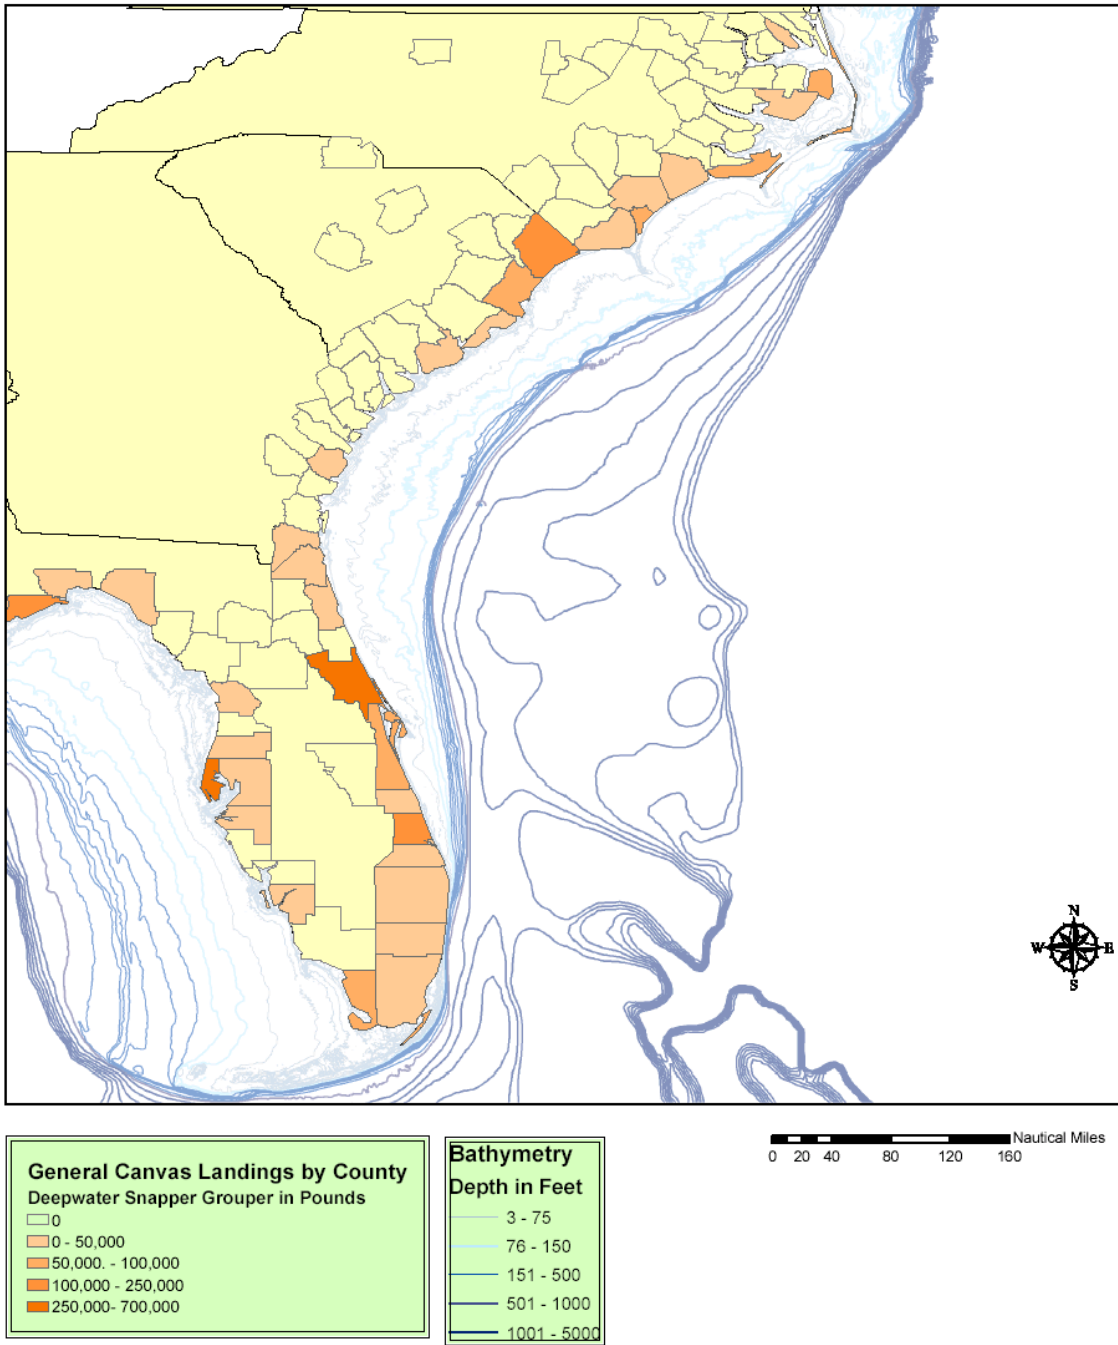 N
W E
S
General Canvas Landings by County
Deepwater Snapper Grouper in Pounds
0
0 - 50,000
50,000. - 100,000
100,000 - 250,000
250,000- 700,000
Bathymetry
Depth in Feet
3 - 75
76 - 150
151 - 500
501 - 1000
1001 - 5000
Nautical Miles
0 20 40 80 120 160